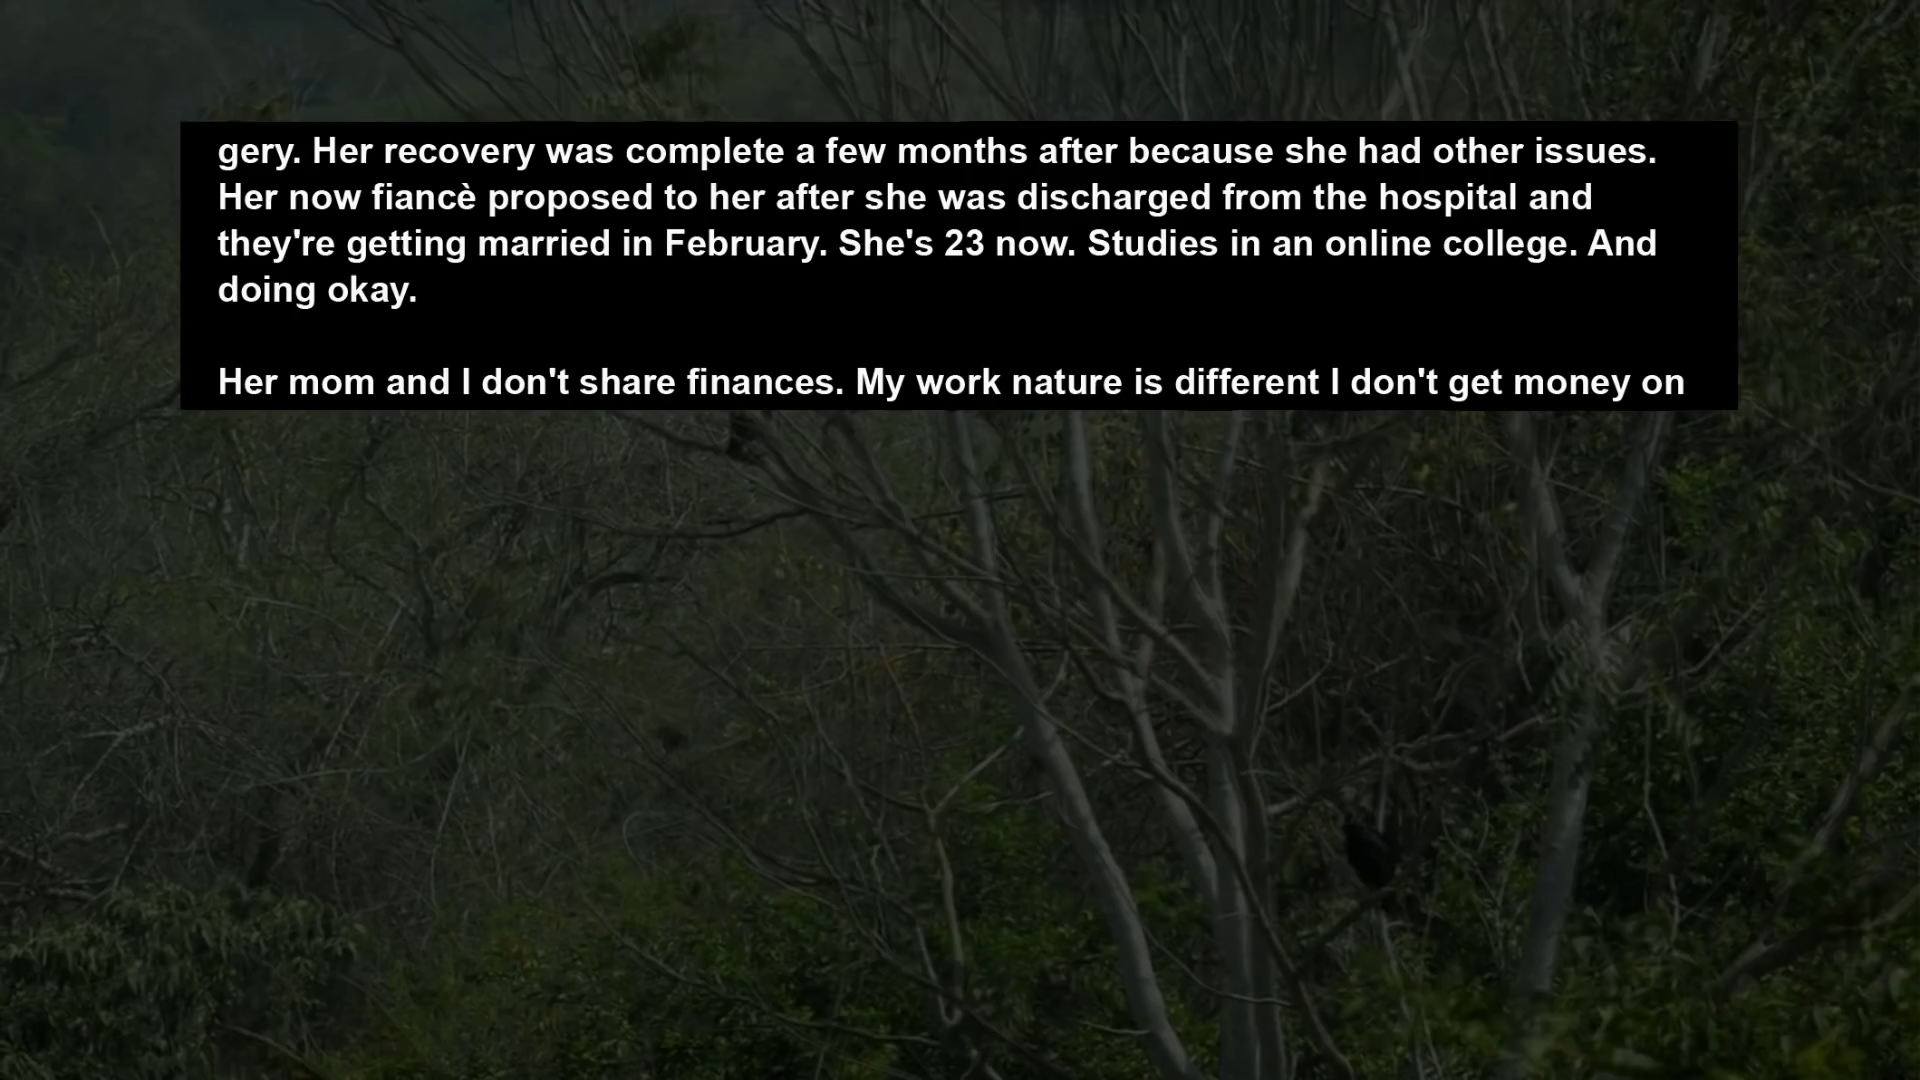 gery. Her recovery was complete a few months after because she had other issues.
Her now fiancè proposed to her after she was discharged from the hospital and
they're getting married in February. She's 23 now. Studies in an online college. And
doing okay.
Her mom and I don't share finances. My work nature is different I don't get money on